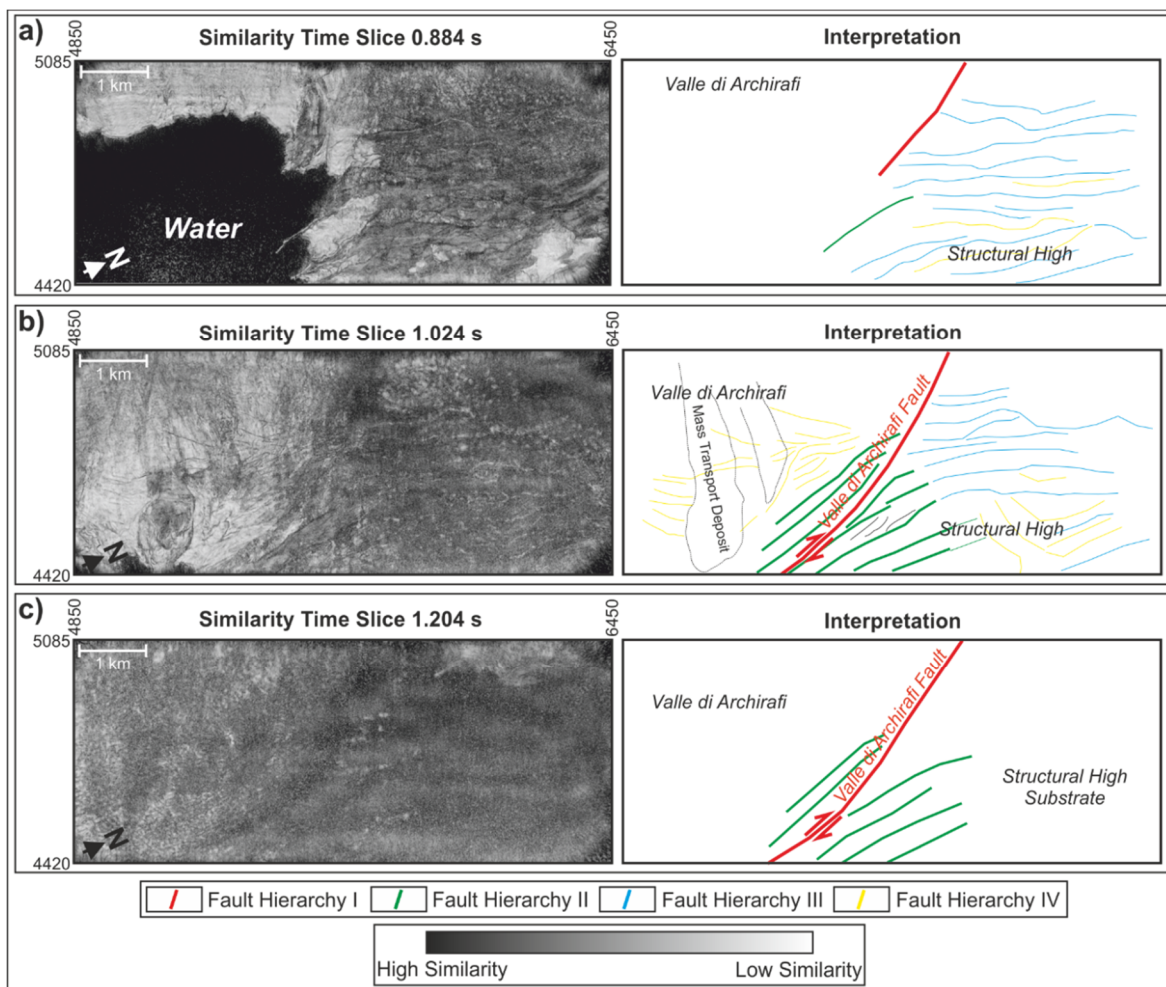 a)
Similarity Time Slice 0.884 s
Interpretation
4850
6450
5085
1 km
Water
N
4420
Valle di Archirafi
Structural High
b)
Similarity Time Slice 1.024 s
Interpretation
4850
6450
5085
1 km
N
4420
Valle di Archirafi
Mass Transport Deposit
Valle di Archirafi Fault
Structural High
c)
Similarity Time Slice 1.204 s
Interpretation
4850
6450
5085
1 km
N
4420
Valle di Archirafi
Valle di Archirafi Fault
Structural High
Substrate
Fault Hierarchy I
Fault Hierarchy II
Fault Hierarchy III
Fault Hierarchy IV
High Similarity
Low Similarity